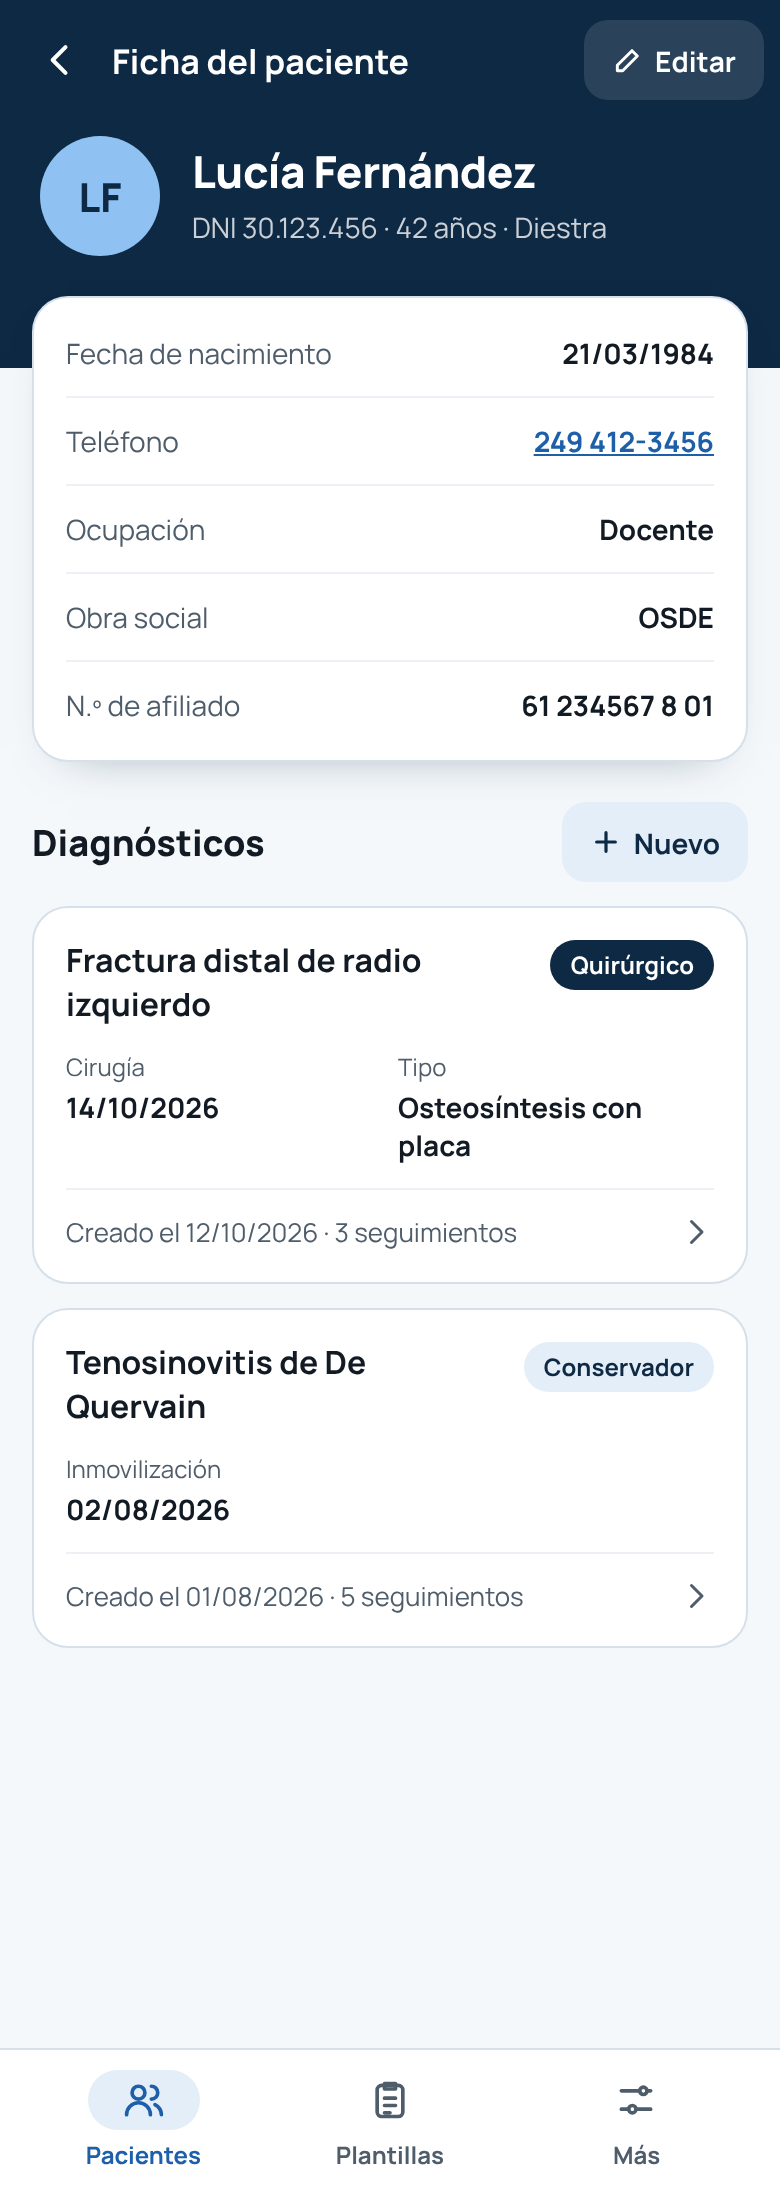 Ficha del paciente
Editar
LF
Lucía Fernández
DNI 30.123.456 · 42 años · Diestra
Fecha de nacimiento 21/03/1984
Teléfono 249 412-3456
Ocupación Docente
Obra social OSDE
N.º de afiliado 61 234567 8 01
Diagnósticos
+ Nuevo
Fractura distal de radio
izquierdo
Quirúrgico
Cirugía
14/10/2026
Tipo
Osteosíntesis con
placa
Creado el 12/10/2026 · 3 seguimientos
Tenosinovitis de De
Quervain
Conservador
Inmovilización
02/08/2026
Creado el 01/08/2026 · 5 seguimientos
Pacientes
Plantillas
Más